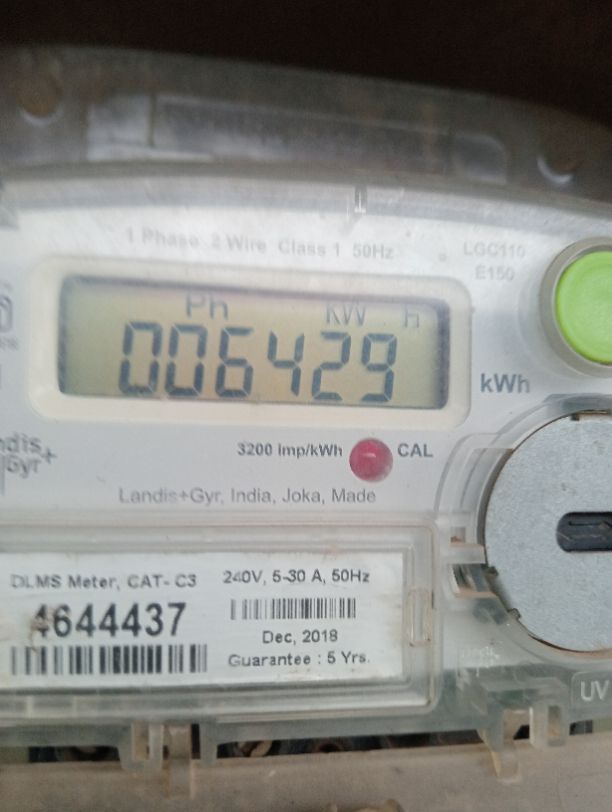 1 Phase 2 Wire Class 1 50Hz
LGC110
E150
Ph KW H
006429
kWh
3200 Imp/kWh CAL
Gyr+
Landis+Gyr, India, Joka, Made
DLMS Meter, CAT- C3
4644437
240V, 5-30 A, 50Hz
Dec, 2018
Guarantee : 5 Yrs.
UV